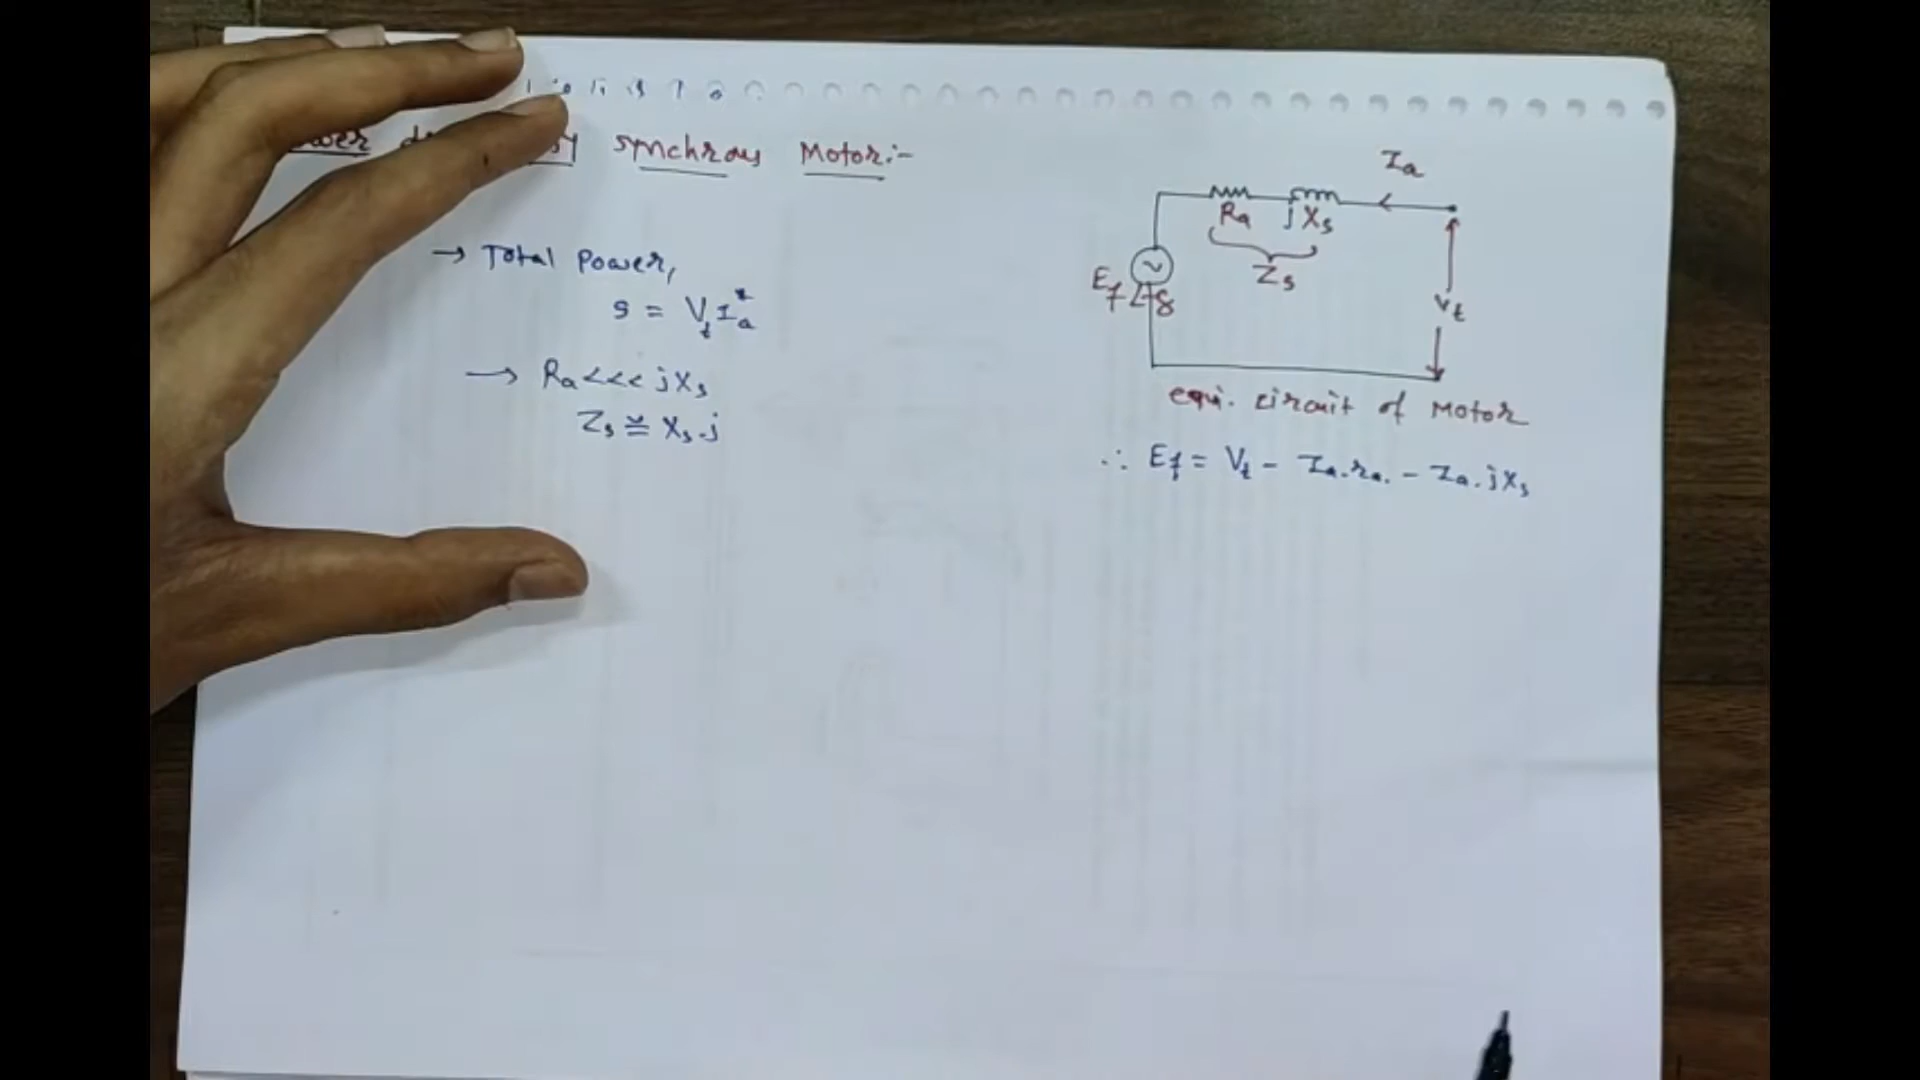 synchrous Motor:-
→ Total Power,
S = VtIa*
→ Ra<<<jXs
Zs ≅ Xs.j
Ia
Ra jXs
Zs
Ef∠-δ
Vt
equi. circuit of Motor
∴ Ef = Vt - Ia.ra. - Ia.jXs